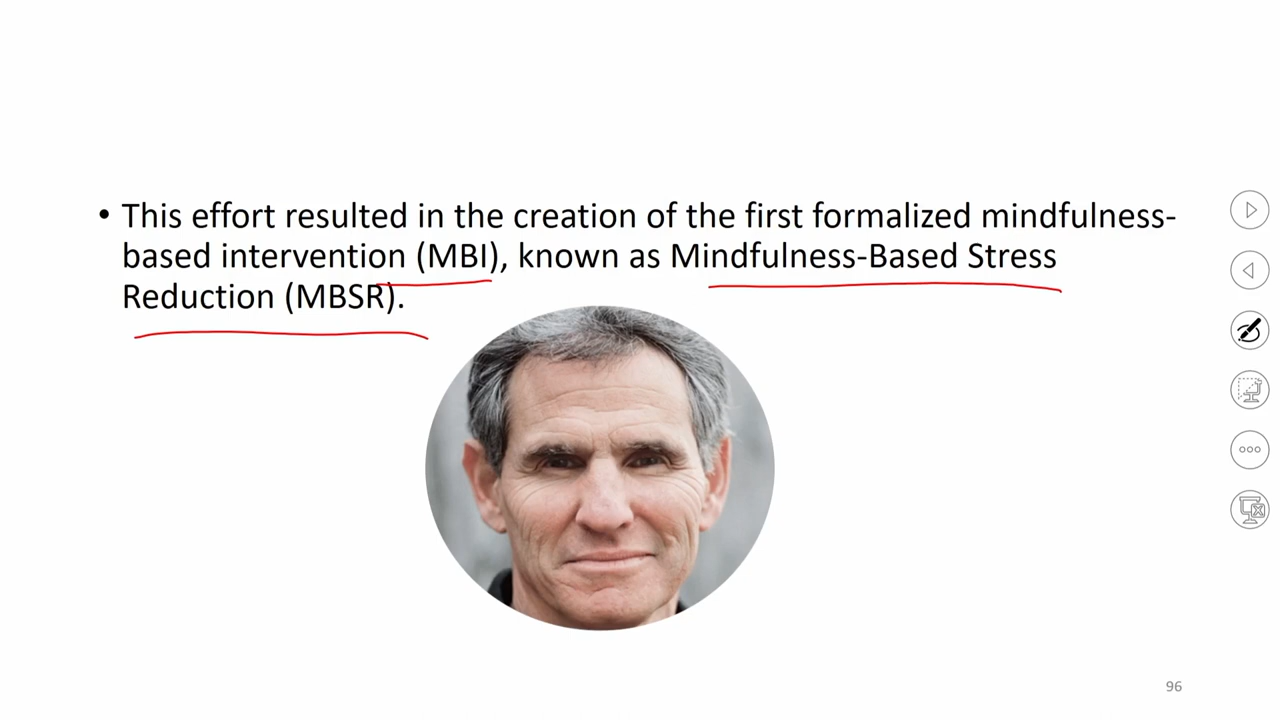 • This effort resulted in the creation of the first formalized mindfulness-
based intervention (MBI), known as Mindfulness-Based Stress
Reduction (MBSR).
96